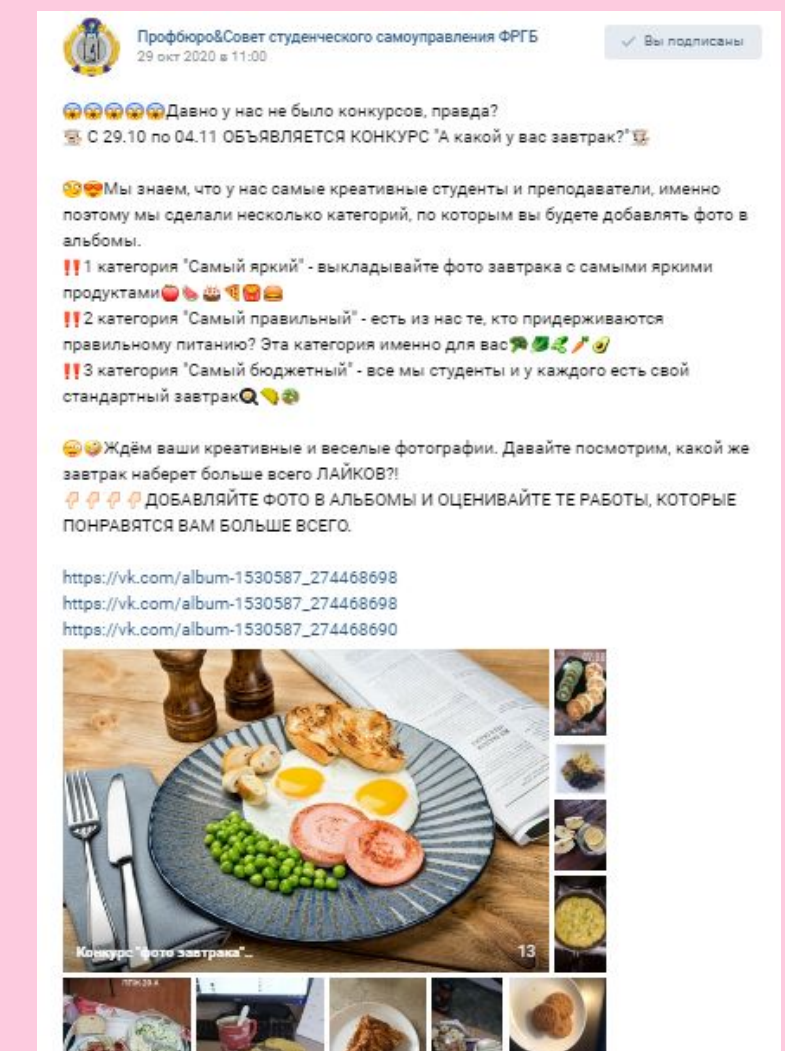 Профбюро&Совет студенческого самоуправления ФРГБ
29 окт 2020 в 11:00
Вы подписаны
😱😱😱😱😱Давно у нас не было конкурсов, правда?
С 29.10 по 04.11 ОБЪЯВЛЯЕТСЯ КОНКУРС "А какой у вас завтрак?"
🧐😍Мы знаем, что у нас самые креативные студенты и преподаватели, именно
поэтому мы сделали несколько категорий, по которым вы будете добавлять фото в
альбомы.
‼1 категория "Самый яркий" - выкладывайте фото завтрака с самыми яркими
продуктами🍅🍉🎂🍕🍟🍔
‼2 категория "Самый правильный" - есть из нас те, кто придерживаются
правильному питанию? Эта категория именно для вас🥦🥬🥒🥕🥑
‼3 категория "Самый бюджетный" - все мы студенты и у каждого есть свой
стандартный завтрак🍳🌮🥗
😄🤪Ждём ваши креативные и веселые фотографии. Давайте посмотрим, какой же
завтрак наберет больше всего ЛАЙКОВ?!
👇🏻👇🏻👇🏻👇🏻ДОБАВЛЯЙТЕ ФОТО В АЛЬБОМЫ И ОЦЕНИВАЙТЕ ТЕ РАБОТЫ, КОТОРЫЕ
ПОНРАВЯТСЯ ВАМ БОЛЬШЕ ВСЕГО.
https://vk.com/album-1530587_274468698
https://vk.com/album-1530587_274468698
https://vk.com/album-1530587_274468690
Конкурс "фото завтрака"...
13